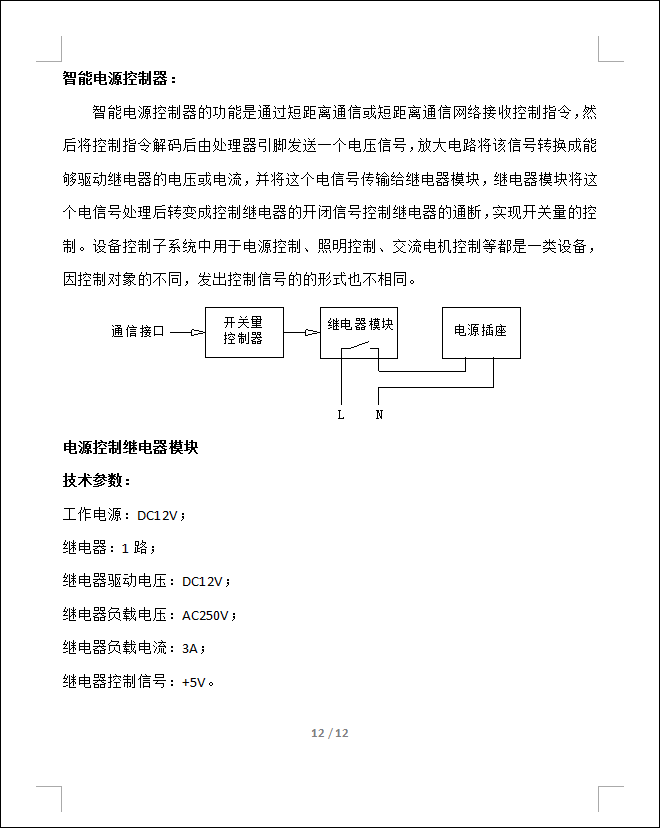 智能电源控制器：
智能电源控制器的功能是通过短距离通信或短距离通信网络接收控制指令，然
后将控制指令解码后由处理器引脚发送一个电压信号，放大电路将该信号转换成能
够驱动继电器的电压或电流，并将这个电信号传输给继电器模块，继电器模块将这
个电信号处理后转变成控制继电器的开闭信号控制继电器的通断，实现开关量的控
制。设备控制子系统中用于电源控制、照明控制、交流电机控制等都是一类设备，
因控制对象的不同，发出控制信号的的形式也不相同。
通信接口
开关量
控制器
继电器模块
电源插座
L
N
电源控制继电器模块
技术参数：
工作电源：DC12V；
继电器：1 路；
继电器驱动电压：DC12V；
继电器负载电压：AC250V；
继电器负载电流：3A；
继电器控制信号：+5V。
12 / 12